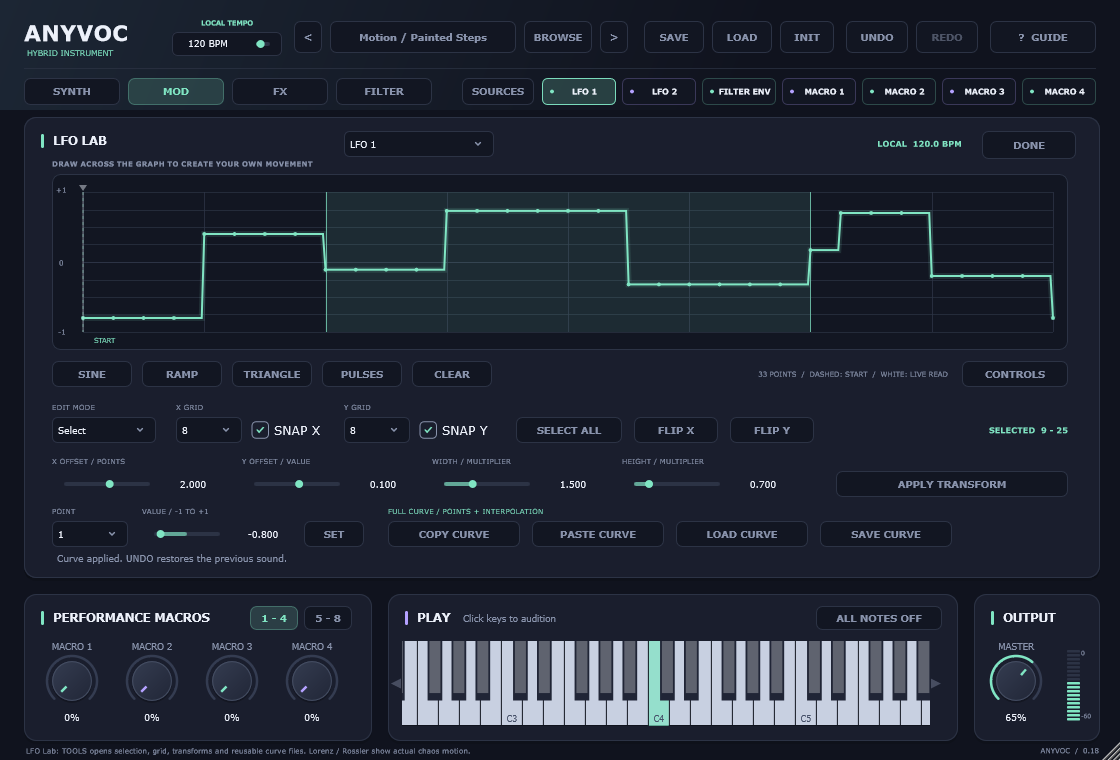 ANYVOC
HYBRID INSTRUMENT
LOCAL TEMPO
120 BPM
<
Motion / Painted Steps
BROWSE
>
SAVE
LOAD
INIT
UNDO
REDO
? GUIDE
SYNTH
MOD
FX
FILTER
SOURCES
LFO 1
LFO 2
FILTER ENV
MACRO 1
MACRO 2
MACRO 3
MACRO 4
LFO LAB
LFO 1
LOCAL 120.0 BPM
DONE
DRAW ACROSS THE GRAPH TO CREATE YOUR OWN MOVEMENT
+1
0
-1
START
SINE
RAMP
TRIANGLE
PULSES
CLEAR
33 POINTS / DASHED: START / WHITE: LIVE READ
CONTROLS
EDIT MODE
X GRID
Y GRID
Select
8
SNAP X
8
SNAP Y
SELECT ALL
FLIP X
FLIP Y
SELECTED 9 - 25
X OFFSET / POINTS
Y OFFSET / VALUE
WIDTH / MULTIPLIER
HEIGHT / MULTIPLIER
2.000
0.100
1.500
0.700
APPLY TRANSFORM
POINT
VALUE / -1 TO +1
FULL CURVE / POINTS + INTERPOLATION
1
-0.800
SET
COPY CURVE
PASTE CURVE
LOAD CURVE
SAVE CURVE
Curve applied. UNDO restores the previous sound.
PERFORMANCE MACROS
1 - 4
5 - 8
MACRO 1
MACRO 2
MACRO 3
MACRO 4
0%
0%
0%
0%
PLAY
Click keys to audition
ALL NOTES OFF
C3
C4
C5
OUTPUT
MASTER
0
-60
65%
LFO Lab: TOOLS opens selection, grid, transforms and reusable curve files. Lorenz / Rossler show actual chaos motion.
ANYVOC / 0.18